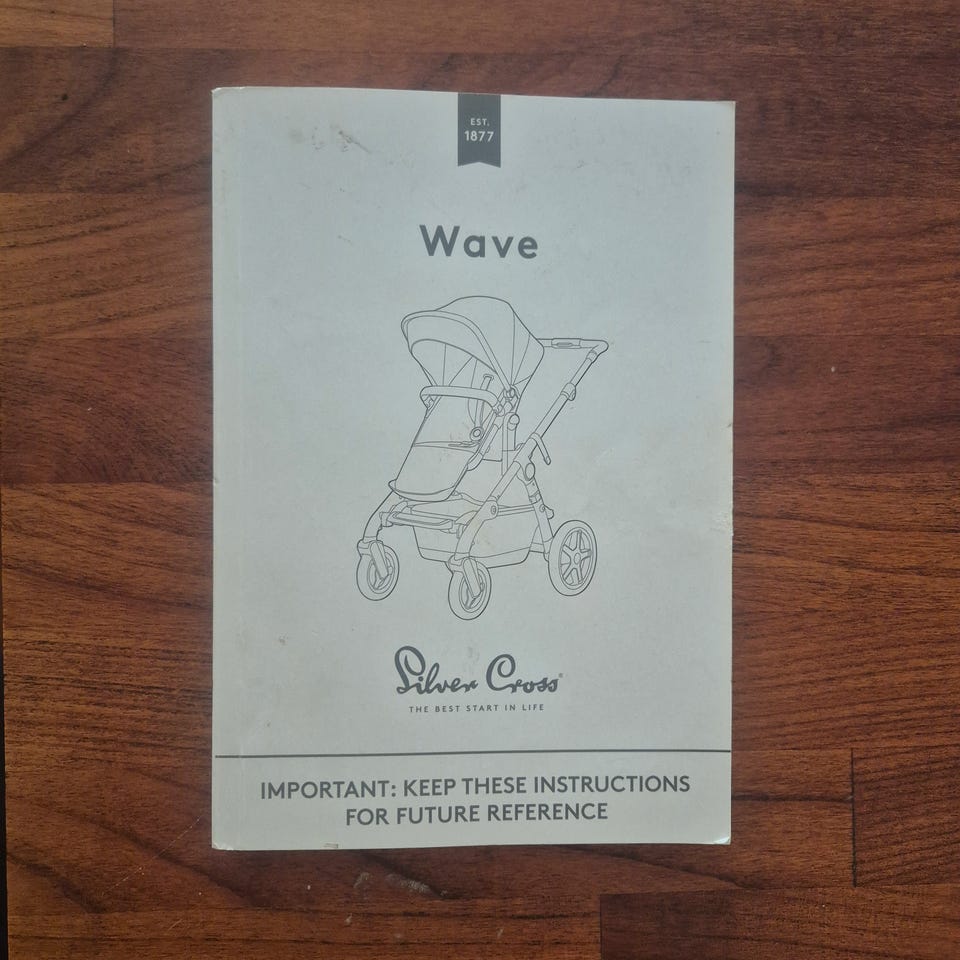 EST.
1877
Wave
Silver Cross®
THE BEST START IN LIFE
IMPORTANT: KEEP THESE INSTRUCTIONS
FOR FUTURE REFERENCE